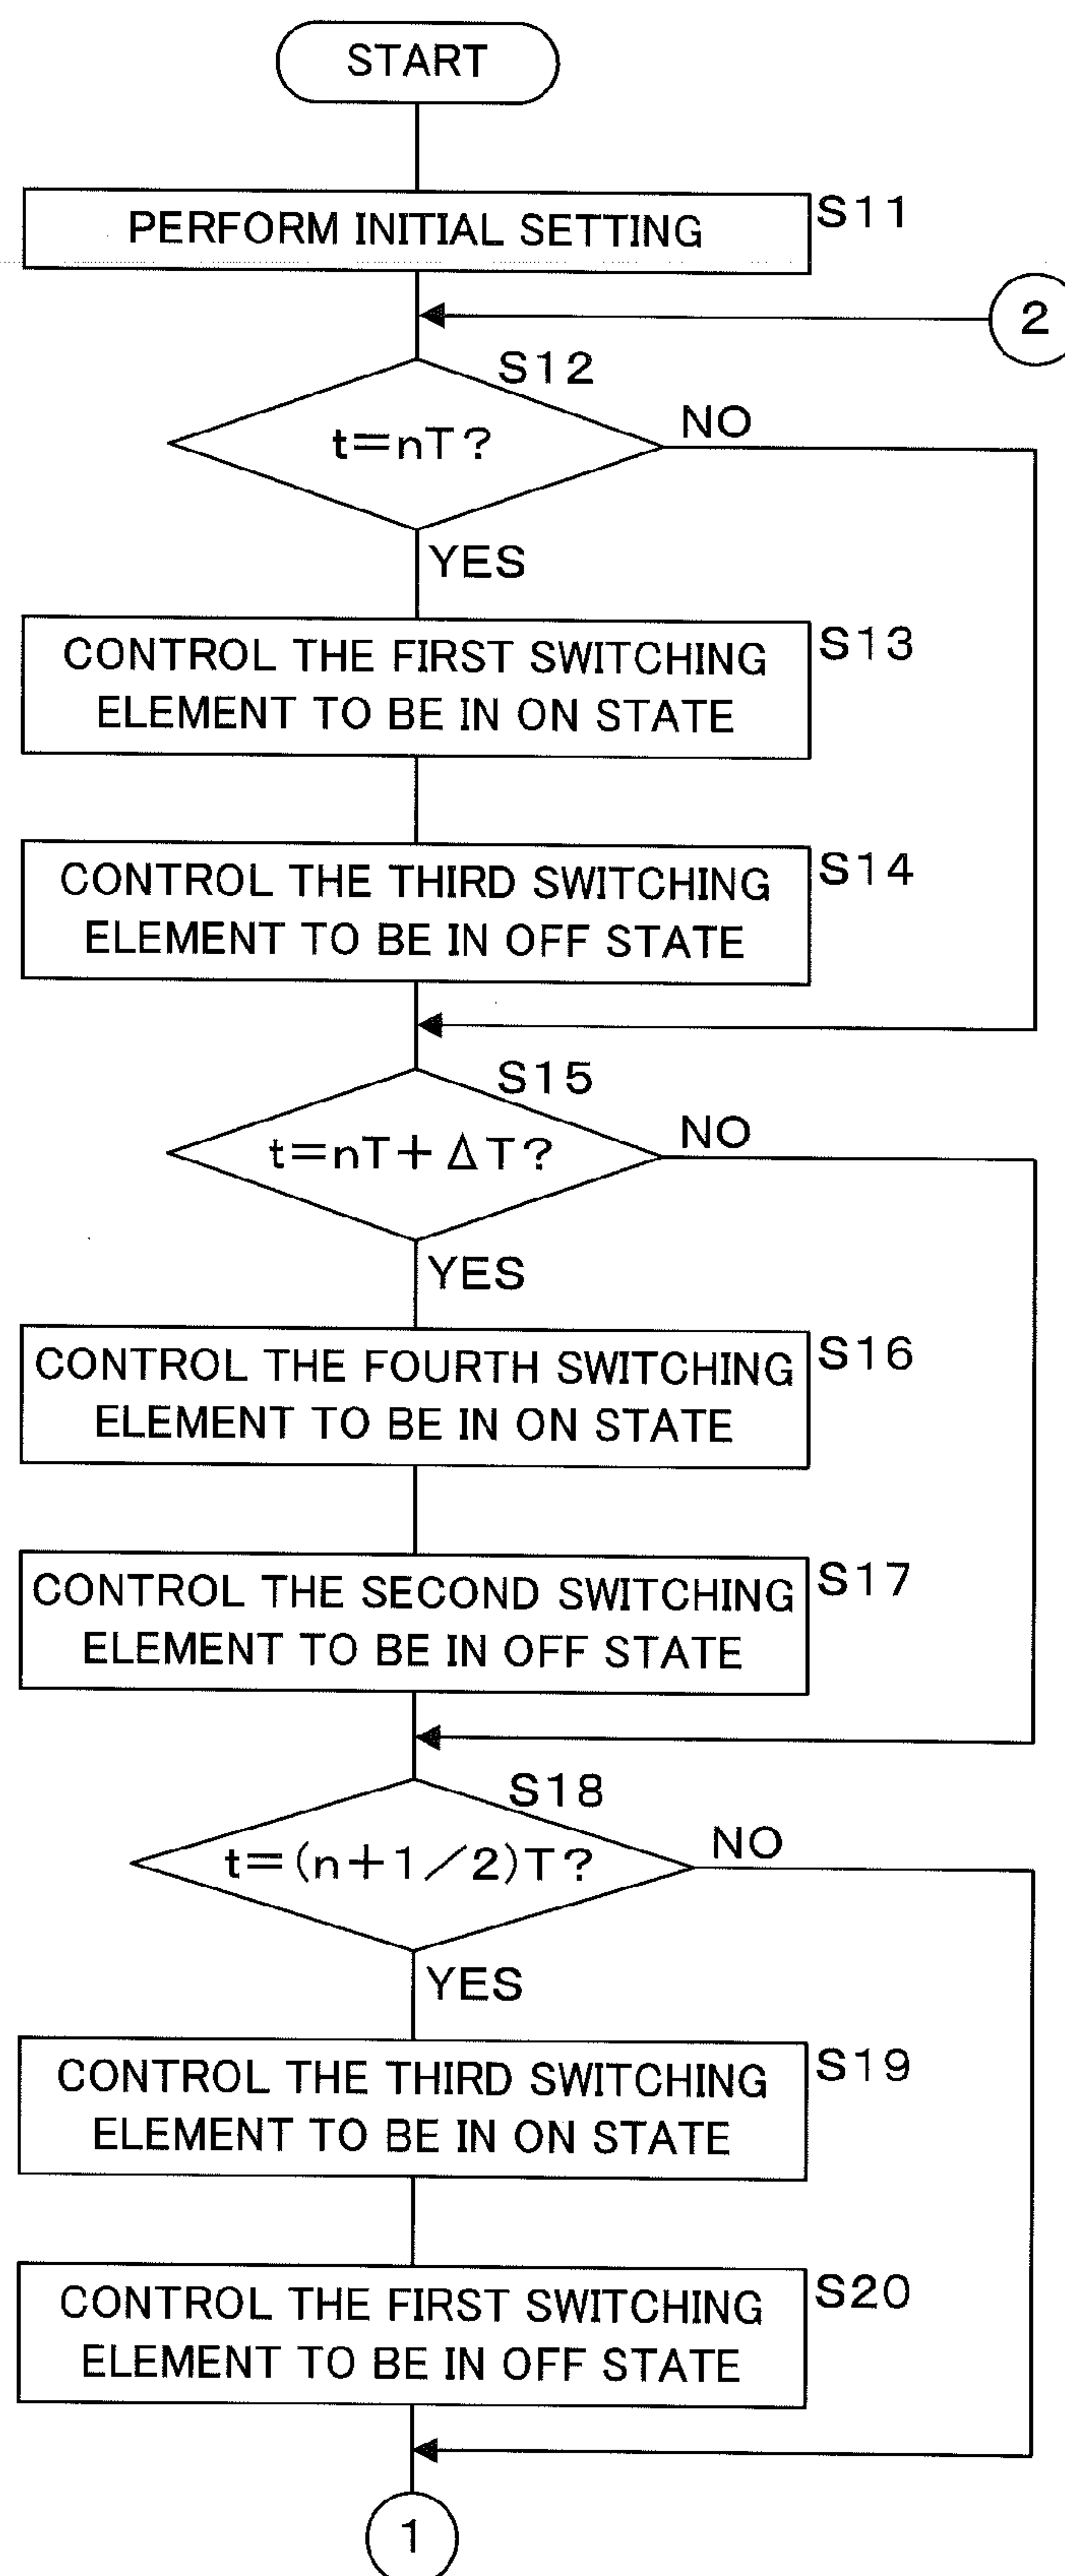 START
PERFORM INITIAL SETTING
S11
2
S12
t=nT?
NO
YES
CONTROL THE FIRST SWITCHING
ELEMENT TO BE IN ON STATE
S13
CONTROL THE THIRD SWITCHING
ELEMENT TO BE IN OFF STATE
S14
S15
t=nT+ΔT?
NO
YES
CONTROL THE FOURTH SWITCHING
ELEMENT TO BE IN ON STATE
S16
CONTROL THE SECOND SWITCHING
ELEMENT TO BE IN OFF STATE
S17
S18
t=(n+1/2)T?
NO
YES
CONTROL THE THIRD SWITCHING
ELEMENT TO BE IN ON STATE
S19
CONTROL THE FIRST SWITCHING
ELEMENT TO BE IN OFF STATE
S20
1